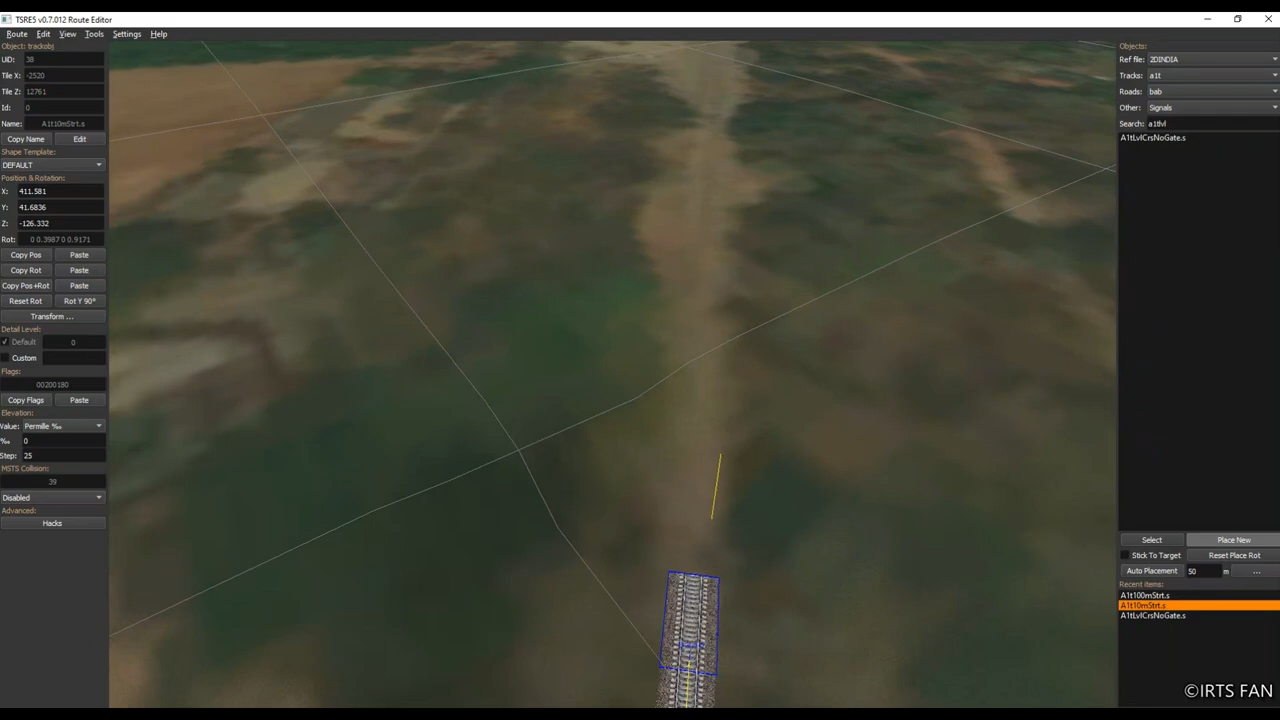 TSRE5 v0.7.012 Route Editor
Route Edit View Tools Settings Help
Object: trackobj
UiD: 38
Tile X: -2520
Tile Z: 12761
Id: 0
Name: A1t10mStrt.s
Copy Name Edit
Shape Template:
DEFAULT
Position & Rotation:
X: 411.581
Y: 41.6836
Z: -126.332
Rot: 0 0.3987 0 0.9171
Copy Pos Paste
Copy Rot Paste
Copy Pos+Rot Paste
Reset Rot Rot Y 90°
Transform ...
Detail Level:
Default 0
Custom
Flags:
00200180
Copy Flags Paste
Elevation:
Value: Permille ‰
‰ 0
Step: 25
MSTS Collision:
39
Disabled
Advanced:
Hacks
Objects:
Ref file: 2DINDIA
Tracks: a1t
Roads: bab
Other: Signals
Search: a1tlvl
A1tLvlCrsNoGate.s
Select Place New
Stick To Target Reset Place Rot
Auto Placement 50 m ...
Recent items:
A1t100mStrt.s
A1t10mStrt.s
A1tLvlCrsNoGate.s
©IRTS FAN